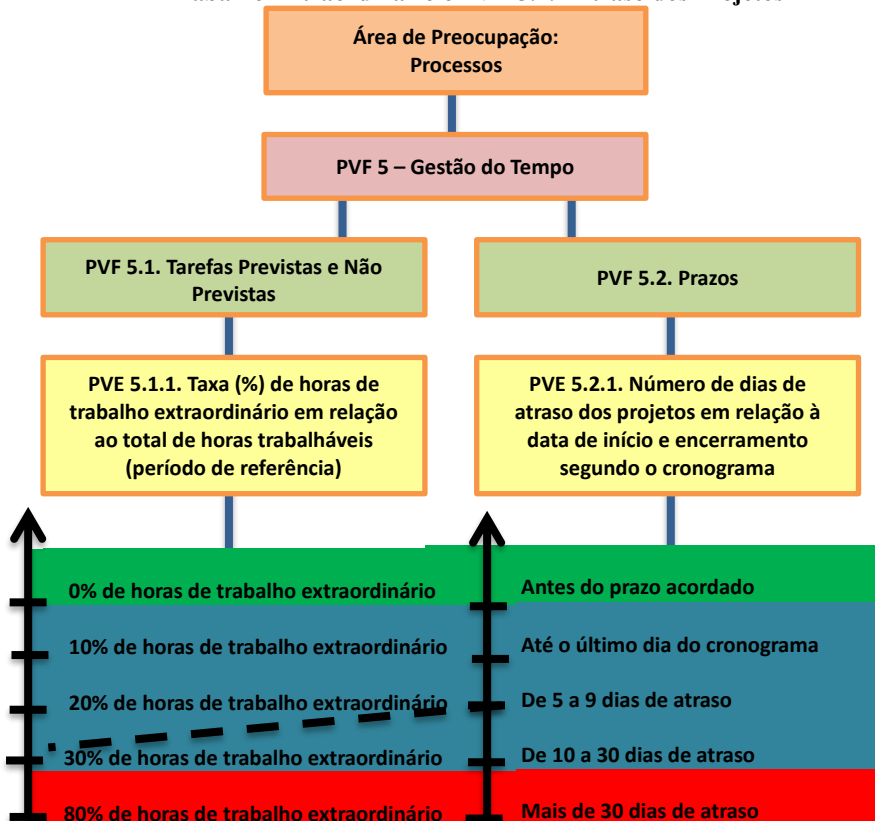 Área de Preocupação:
Processos
PVF 5 – Gestão do Tempo
PVF 5.1. Tarefas Previstas e Não
Previstas
PVF 5.2. Prazos
PVE 5.1.1. Taxa (%) de horas de
trabalho extraordinário em relação
ao total de horas trabalháveis
(período de referência)
PVE 5.2.1. Número de dias de
atraso dos projetos em relação à
data de início e encerramento
segundo o cronograma
0% de horas de trabalho extraordinário
10% de horas de trabalho extraordinário
20% de horas de trabalho extraordinário
30% de horas de trabalho extraordinário
80% de horas de trabalho extraordinário
Antes do prazo acordado
Até o último dia do cronograma
De 5 a 9 dias de atraso
De 10 a 30 dias de atraso
Mais de 30 dias de atraso